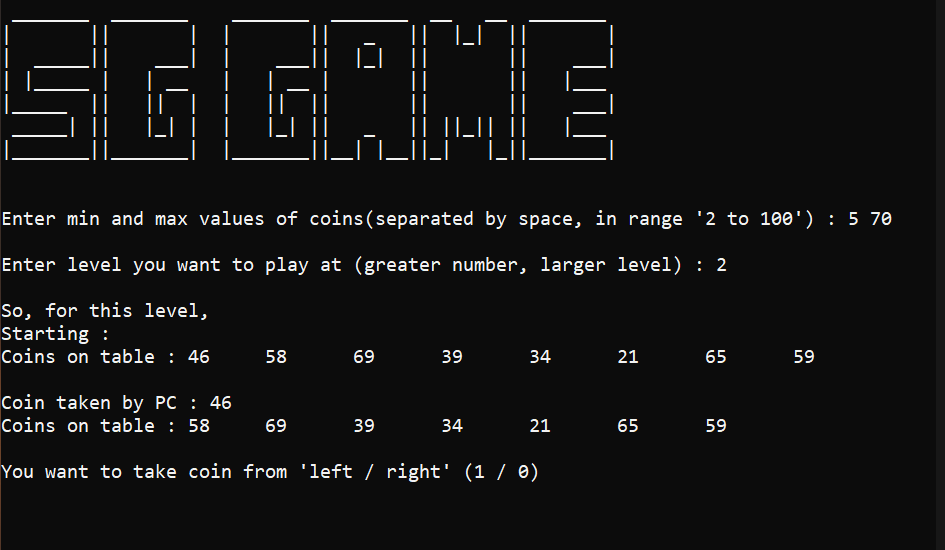 SG GAME
Enter min and max values of coins(separated by space, in range '2 to 100') : 5 70
Enter level you want to play at (greater number, larger level) : 2
So, for this level,
Starting :
Coins on table : 46 58 69 39 34 21 65 59
Coin taken by PC : 46
Coins on table : 58 69 39 34 21 65 59
You want to take coin from 'left / right' (1 / 0)